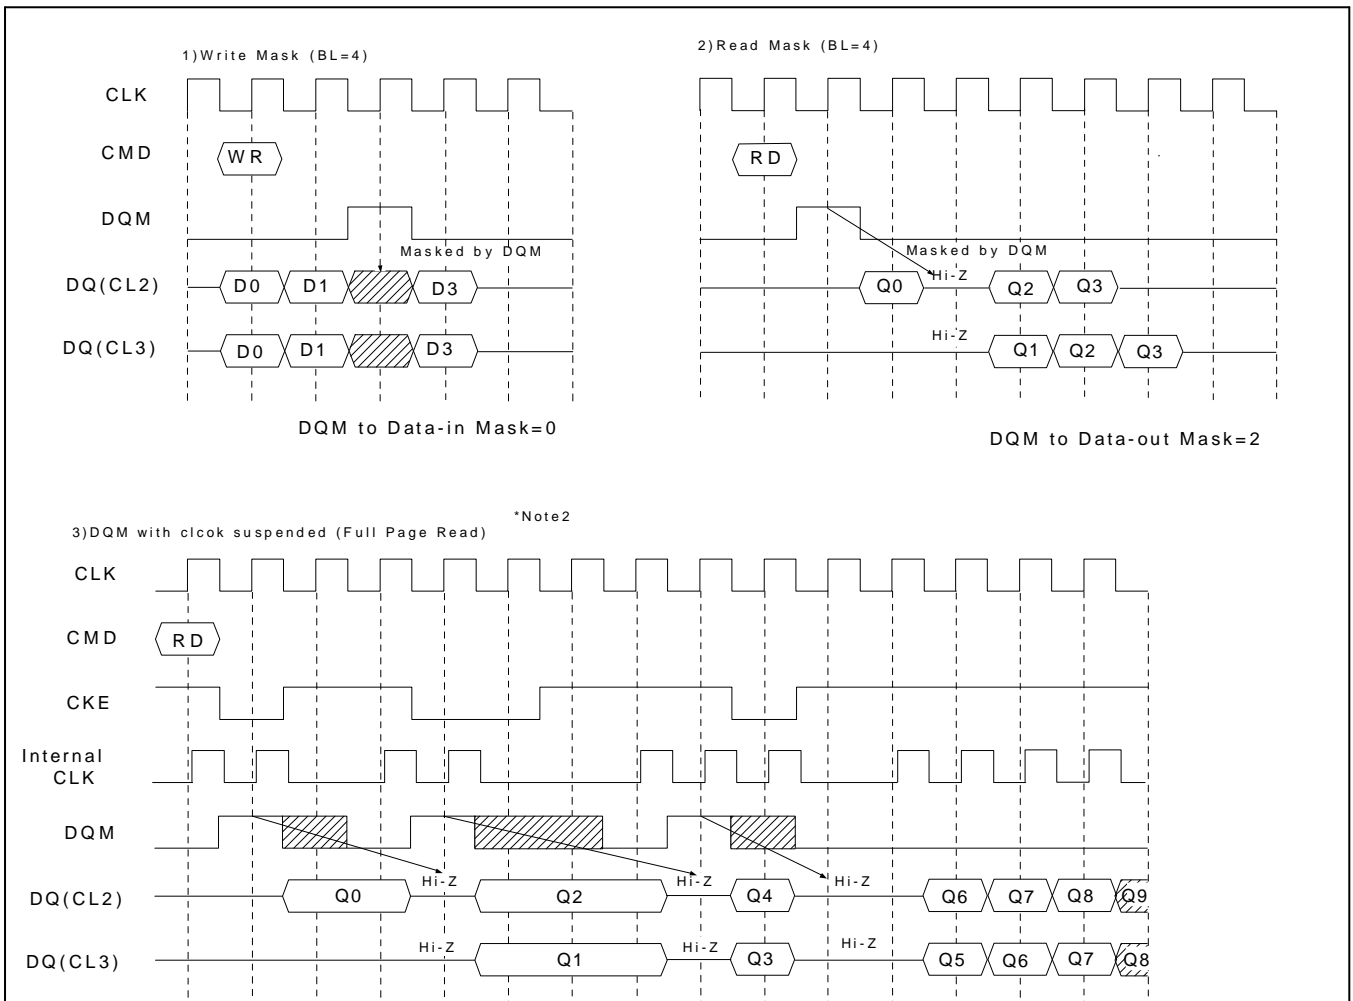 1)Write Mask (BL=4)
CLK
CMD
WR
DQM
Masked by DQM
DQ(CL2)
D0 D1 D3
DQ(CL3)
D0 D1 D3
DQM to Data-in Mask=0
2)Read Mask (BL=4)
RD
Masked by DQM
Hi-Z
Q0 Q2 Q3
Hi-Z
Q1 Q2 Q3
DQM to Data-out Mask=2
*Note2
3)DQM with clcok suspended (Full Page Read)
CLK
CMD
RD
CKE
Internal
CLK
DQM
Hi-Z Hi-Z Hi-Z
DQ(CL2)
Q0 Q2 Q4 Q6 Q7 Q8 Q9
Hi-Z Hi-Z Hi-Z
DQ(CL3)
Q1 Q3 Q5 Q6 Q7 Q8